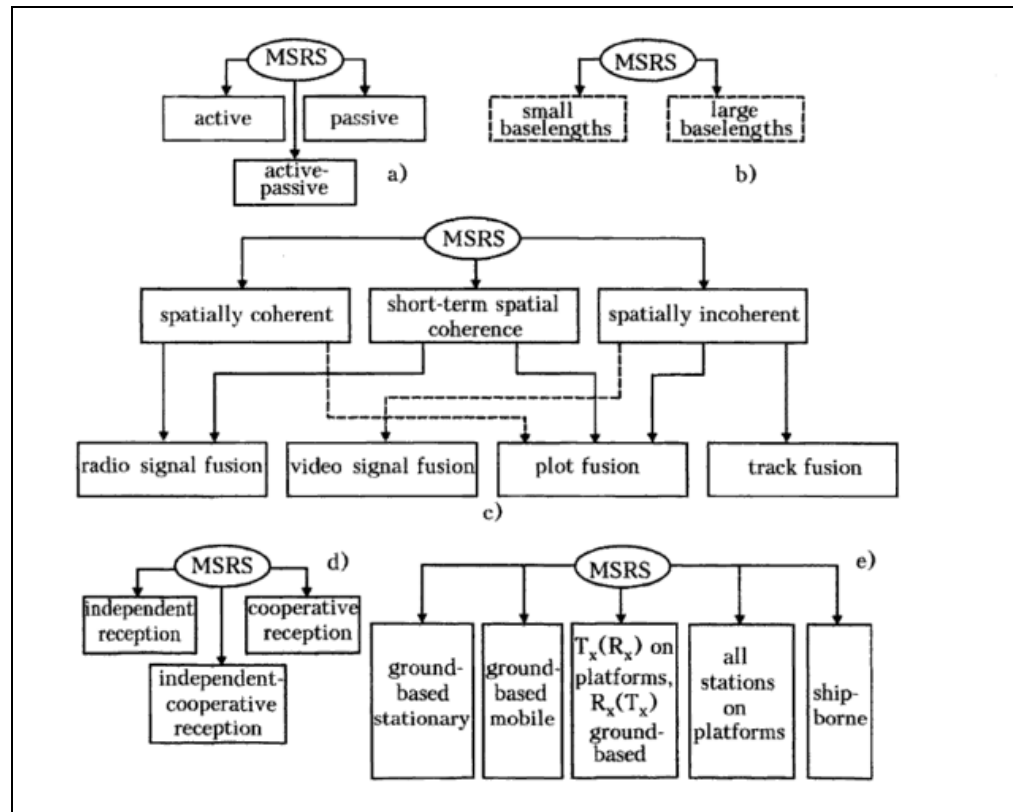 MSRS
active
passive
active-
passive
a)
MSRS
small
baselengths
large
baselengths
b)
MSRS
spatially coherent
short-term spatial
coherence
spatially incoherent
radio signal fusion
video signal fusion
plot fusion
track fusion
c)
d)
MSRS
independent
reception
cooperative
reception
independent-
cooperative
reception
e)
MSRS
ground-
based
stationary
ground-
based
mobile
Tx(Rx) on
platforms,
Rx(Tx)
ground-
based
all
stations
on
platforms
ship-
borne